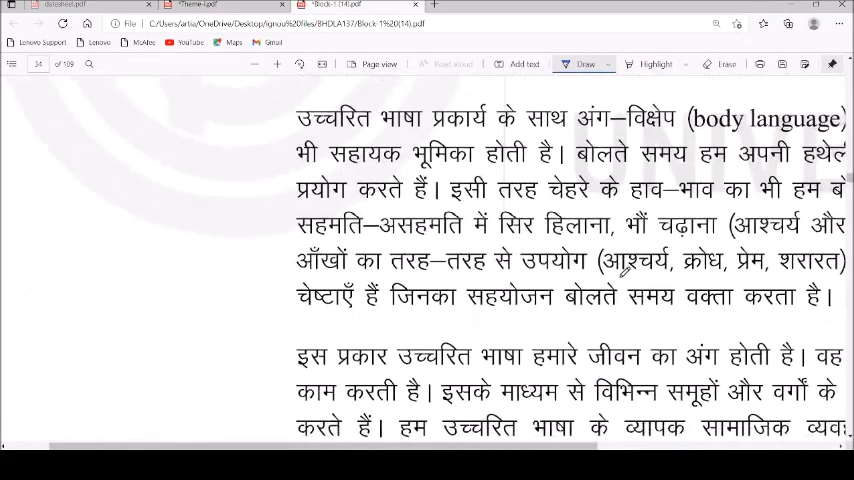 datesheet.pdf *Theme-I.pdf *Block-1 (14).pdf
File C:/Users/artia/OneDrive/Desktop/ignou%20files/BHDLA137/Block-1%20(14).pdf
Lenovo Support Lenovo McAfee YouTube Maps Gmail
34 of 109 Page view Read aloud Add text Draw Highlight Erase
उच्चरित भाषा प्रकार्य के साथ अंग–विक्षेप (body language)
भी सहायक भूमिका होती है। बोलते समय हम अपनी हथेल
प्रयोग करते हैं। इसी तरह चेहरे के हाव–भाव का भी हम ब
सहमति–असहमति में सिर हिलाना, भौं चढ़ाना (आश्चर्य और
आँखों का तरह–तरह से उपयोग (आश्चर्य, क्रोध, प्रेम, शरारत)
चेष्टाएँ हैं जिनका सहयोजन बोलते समय वक्ता करता है।
इस प्रकार उच्चरित भाषा हमारे जीवन का अंग होती है। वह
काम करती है। इसके माध्यम से विभिन्न समूहों और वर्गों के
करते हैं। हम उच्चरित भाषा के व्यापक सामाजिक व्यव